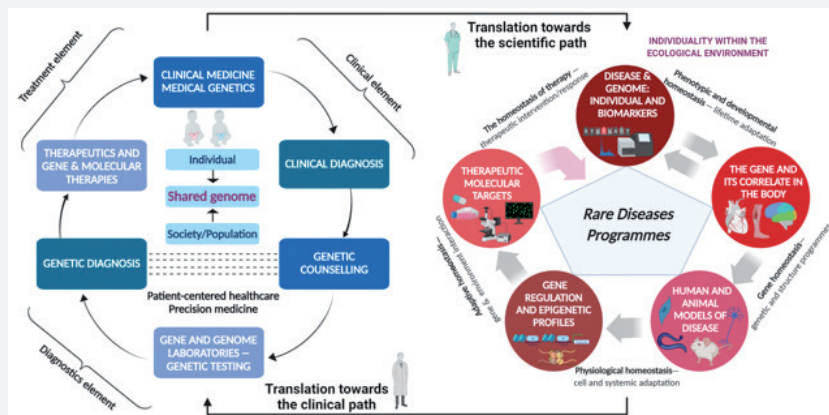 Translation towards
the scientific path
INDIVIDUALITY WITHIN THE
ECOLOGICAL ENVIRONMENT
Treatment element
CLINICAL MEDICINE
MEDICAL GENETICS
Clinical element
Individual
Shared genome
Society/Population
THERAPEUTICS AND
GENE & MOLECULAR
THERAPIES
CLINICAL DIAGNOSIS
GENETIC DIAGNOSIS
GENETIC
COUNSELLING
Patient-centered healthcare
Precision medicine
GENE AND GENOME
LABORATORIES —
GENETIC TESTING
Diagnostics element
Translation towards
the clinical path
DISEASE &
GENOME:
INDIVIDUAL AND
BIOMARKERS
Phenotypic and developmental
homeostasis — lifetime adaptation
THE GENE AND
ITS CORRELATE IN
THE BODY
Gene homeostasis—
genetic and structure programmes
HUMAN AND
ANIMAL
MODELS OF
DISEASE
Physiological homeostasis—
cell and systemic adaptation
GENE
REGULATION
AND EPIGENETIC
PROFILES
Adaptive homeostasis—
gene & environment interaction
THERAPEUTIC
MOLECULAR
TARGETS
The homeostasis of therapy —
therapeutic intervention/response
Rare Diseases
Programmes